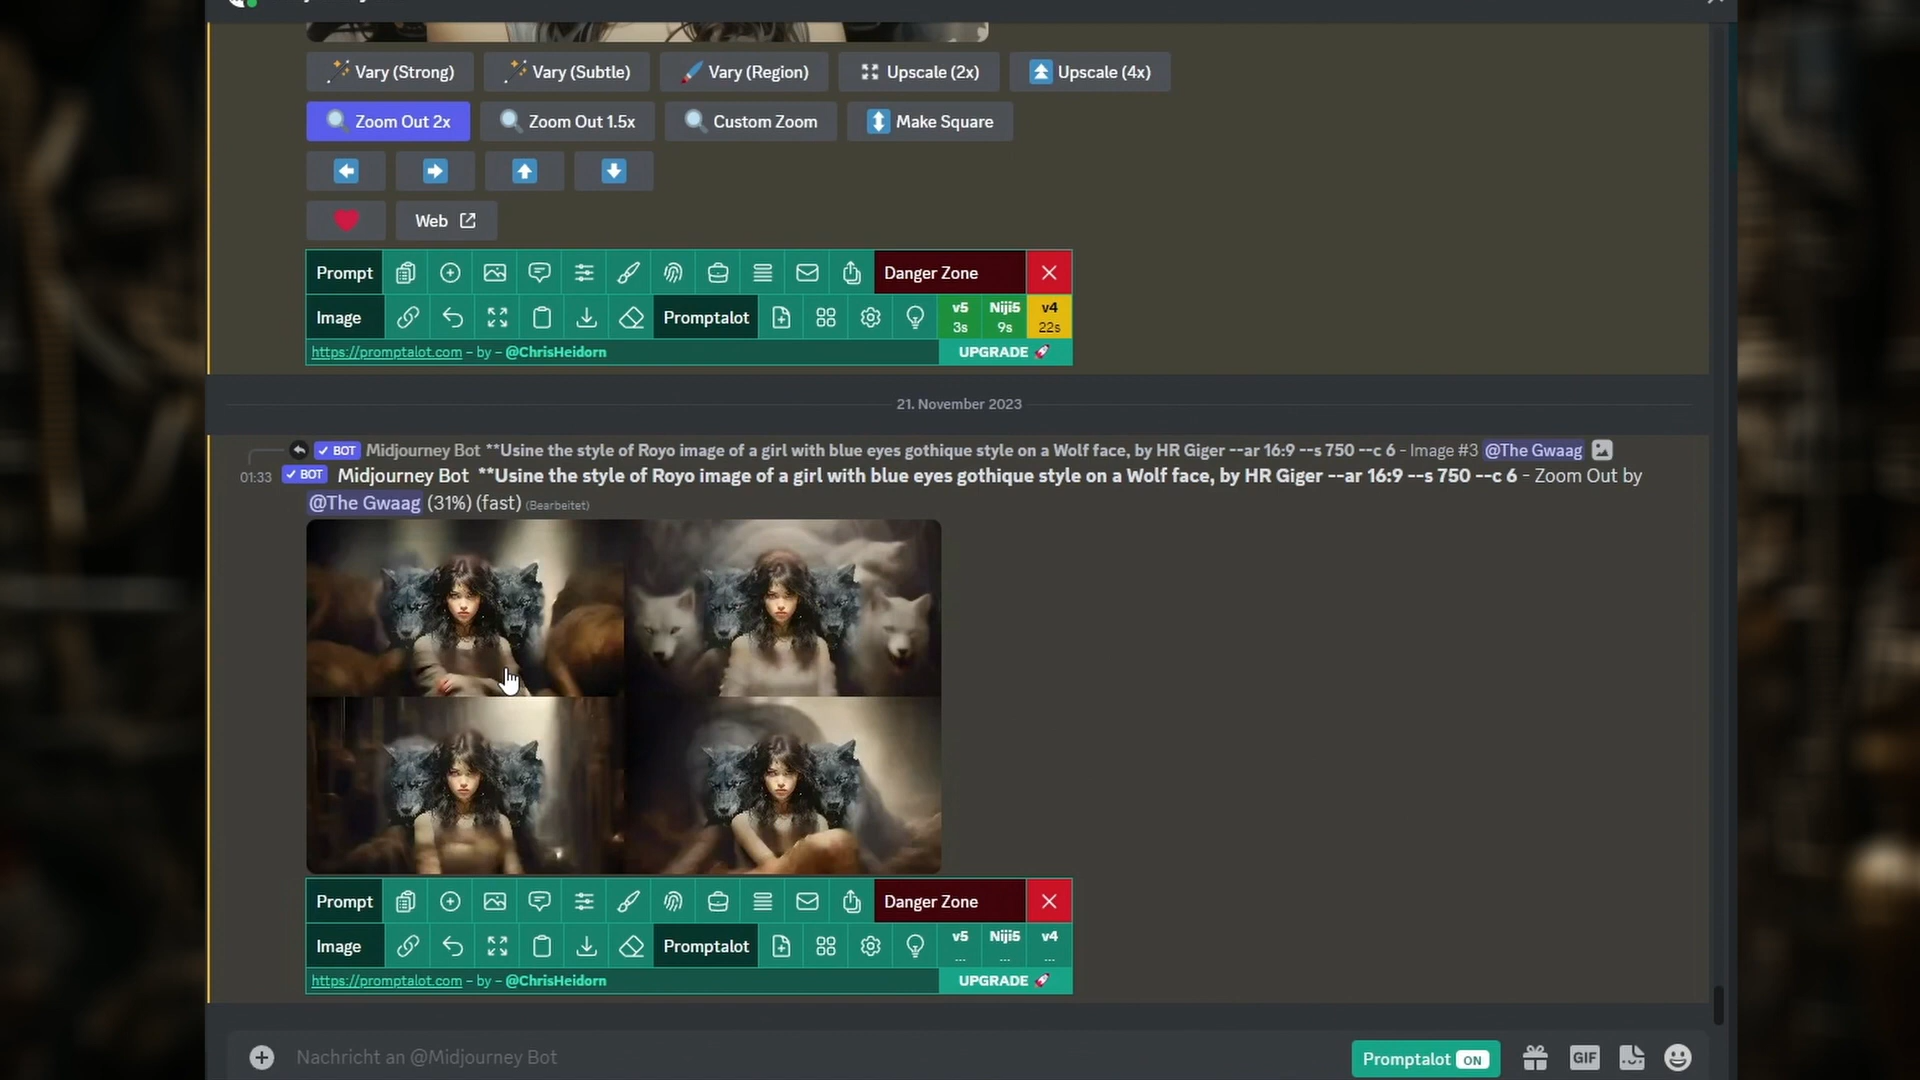 Vary (Strong) Vary (Subtle) Vary (Region) Upscale (2x) Upscale (4x)
Zoom Out 2x Zoom Out 1.5x Custom Zoom Make Square
Web
Prompt Danger Zone
Image Promptalot v5 3s Niji5 9s v4 22s
https://promptalot.com – by – @ChrisHeidorn UPGRADE
21. November 2023
BOT Midjourney Bot **Usine the style of Royo image of a girl with blue eyes gothique style on a Wolf face, by HR Giger --ar 16:9 --s 750 --c 6 - Image #3 @The Gwaag
01:33 BOT Midjourney Bot **Usine the style of Royo image of a girl with blue eyes gothique style on a Wolf face, by HR Giger --ar 16:9 --s 750 --c 6 - Zoom Out by
@The Gwaag (31%) (fast) (Bearbeitet)
Prompt Danger Zone
Image Promptalot v5 ... Niji5 ... v4 ...
https://promptalot.com – by – @ChrisHeidorn UPGRADE
Nachricht an @Midjourney Bot Promptalot ON GIF